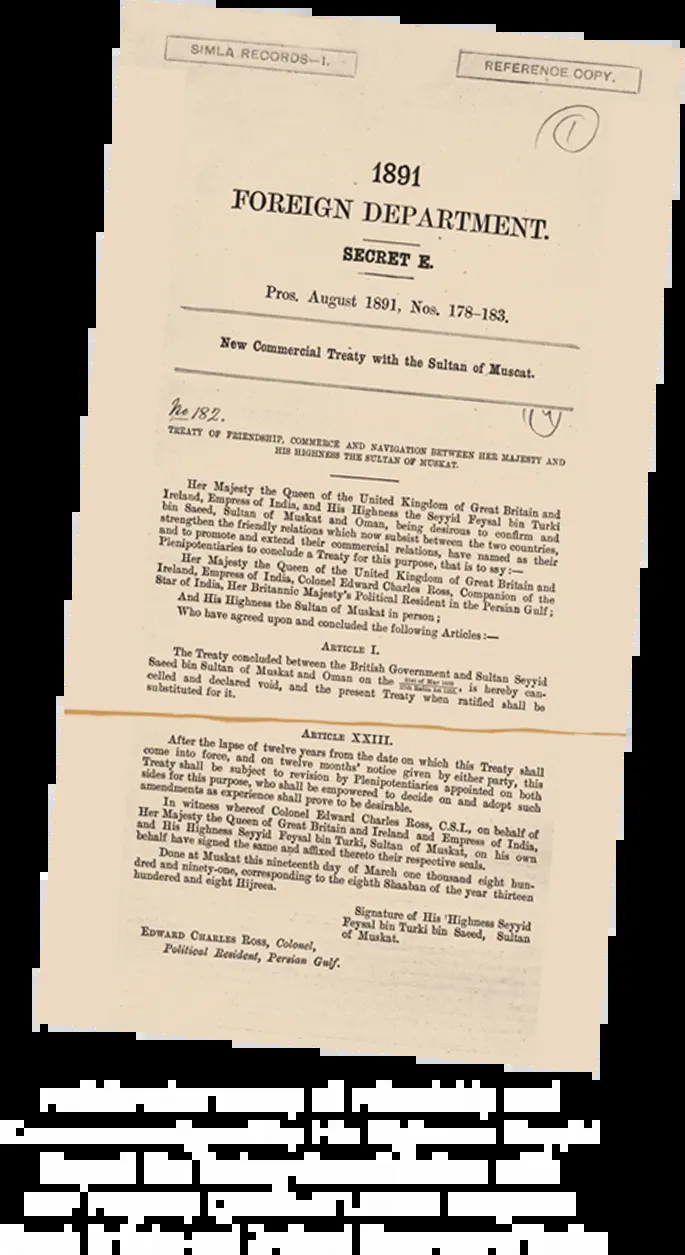 SIMLA RECORDS—I.
REFERENCE COPY.
1
1891
FOREIGN DEPARTMENT.
SECRET E.
Pros. August 1891, Nos. 178–183.
New Commercial Treaty with the Sultan of Muscat.
No 182.
TREATY OF FRIENDSHIP, COMMERCE AND NAVIGATION BETWEEN HER MAJESTY AND
HIS HIGHNESS THE SULTAN OF MUSKAT.
Her Majesty the Queen of the United Kingdom of Great Britain and
Ireland, Empress of India, and His Highness the Seyyid Feysal bin Turki
bin Saeed, Sultan of Muskat and Oman, being desirous to confirm and
strengthen the friendly relations which now subsist between the two countries,
and to promote and extend their commercial relations, have named as their
Plenipotentiaries to conclude a Treaty for this purpose, that is to say:—
Her Majesty the Queen of the United Kingdom of Great Britain and
Ireland, Empress of India, Colonel Edward Charles Ross, Companion of the
Star of India, Her Britannic Majesty's Political Resident in the Persian Gulf;
And His Highness the Sultan of Muskat in person;
Who have agreed upon and concluded the following Articles:—
ARTICLE I.
The Treaty concluded between the British Government and Sultan Seyyid
Saeed bin Sultan of Muskat and Oman on the , is hereby can-
celled and declared void, and the present Treaty when ratified shall be
substituted for it.
ARTICLE XXIII.
After the lapse of twelve years from the date on which this Treaty shall
come into force, and on twelve months' notice given by either party, this
Treaty shall be subject to revision by Plenipotentiaries appointed on both
sides for this purpose, who shall be empowered to decide on and adopt such
amendments as experience shall prove to be desirable.
In witness whereof Colonel Edward Charles Ross, C.S.I., on behalf of
Her Majesty the Queen of Great Britain and Ireland and Empress of India,
and His Highness Seyyid Feysal bin Turki, Sultan of Muskat, on his own
behalf have signed the same and affixed thereto their respective seals.
Done at Muskat this nineteenth day of March one thousand eight hun-
dred and ninety-one, corresponding to the eighth Shaaban of the year thirteen
hundred and eight Hijreea.
Signature of His Highness Seyyid
Feysal bin Turki bin Saeed, Sultan
of Muskat.
EDWARD CHARLES ROSS, Colonel,
Political Resident, Persian Gulf.